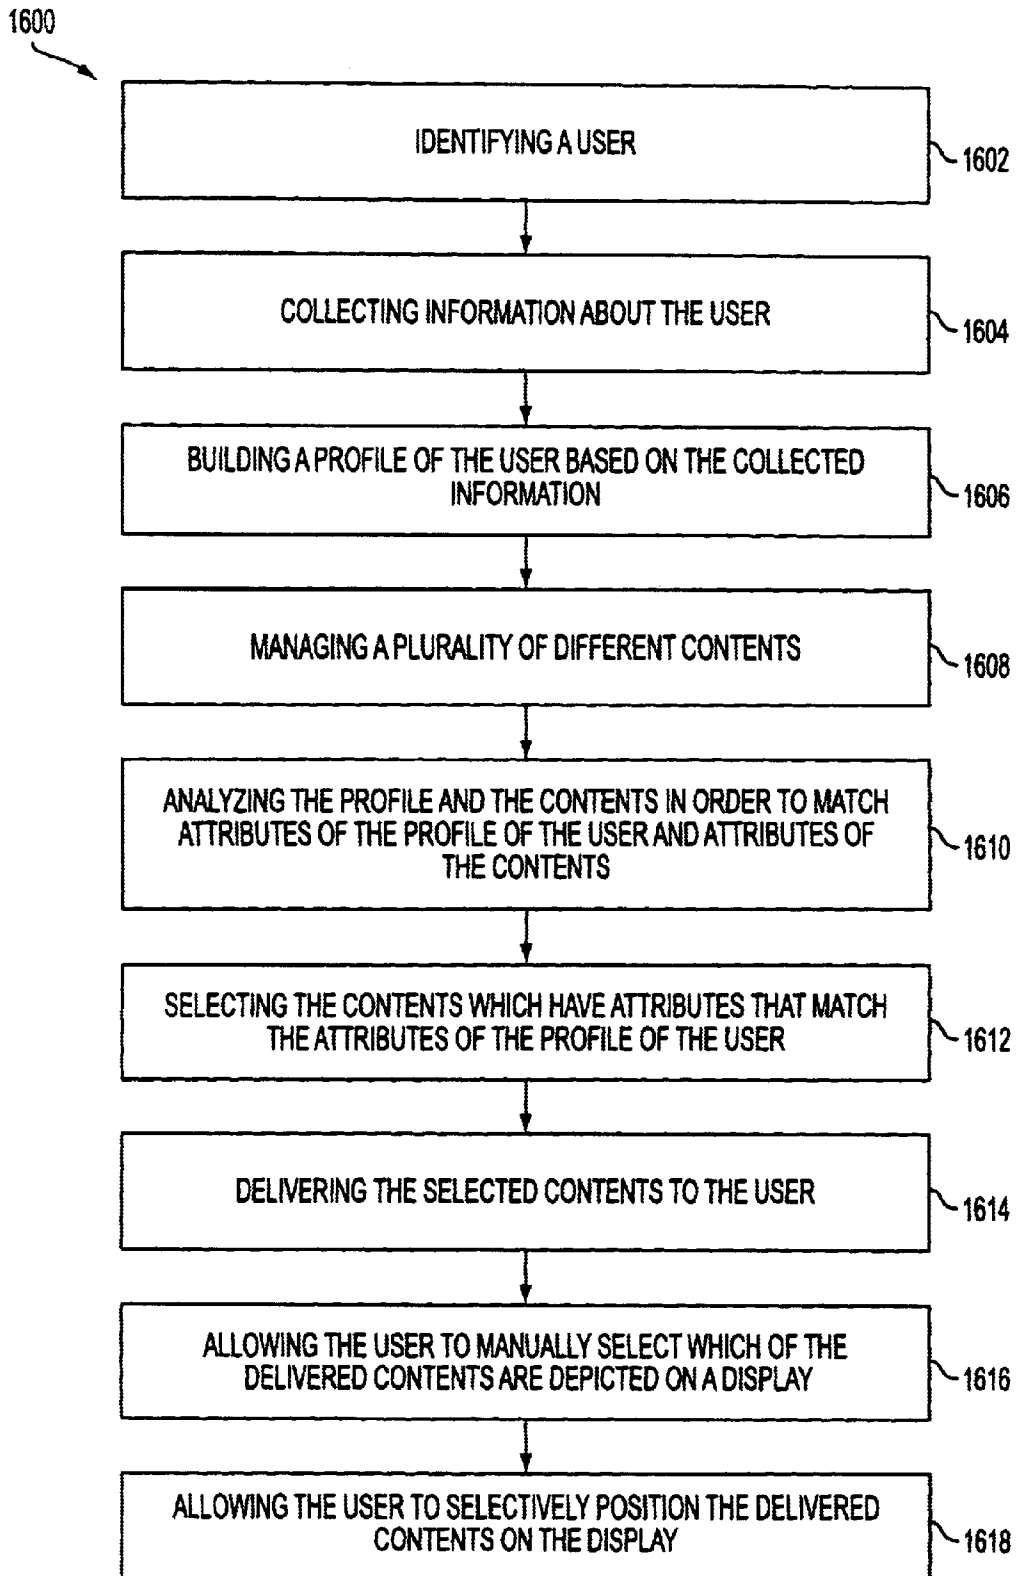 1600
IDENTIFYING A USER
1602
COLLECTING INFORMATION ABOUT THE USER
1604
BUILDING A PROFILE OF THE USER BASED ON THE COLLECTED
INFORMATION
1606
MANAGING A PLURALITY OF DIFFERENT CONTENTS
1608
ANALYZING THE PROFILE AND THE CONTENTS IN ORDER TO MATCH
ATTRIBUTES OF THE PROFILE OF THE USER AND ATTRIBUTES OF
THE CONTENTS
1610
SELECTING THE CONTENTS WHICH HAVE ATTRIBUTES THAT MATCH
THE ATTRIBUTES OF THE PROFILE OF THE USER
1612
DELIVERING THE SELECTED CONTENTS TO THE USER
1614
ALLOWING THE USER TO MANUALLY SELECT WHICH OF THE
DELIVERED CONTENTS ARE DEPICTED ON A DISPLAY
1616
ALLOWING THE USER TO SELECTIVELY POSITION THE DELIVERED
CONTENTS ON THE DISPLAY
1618